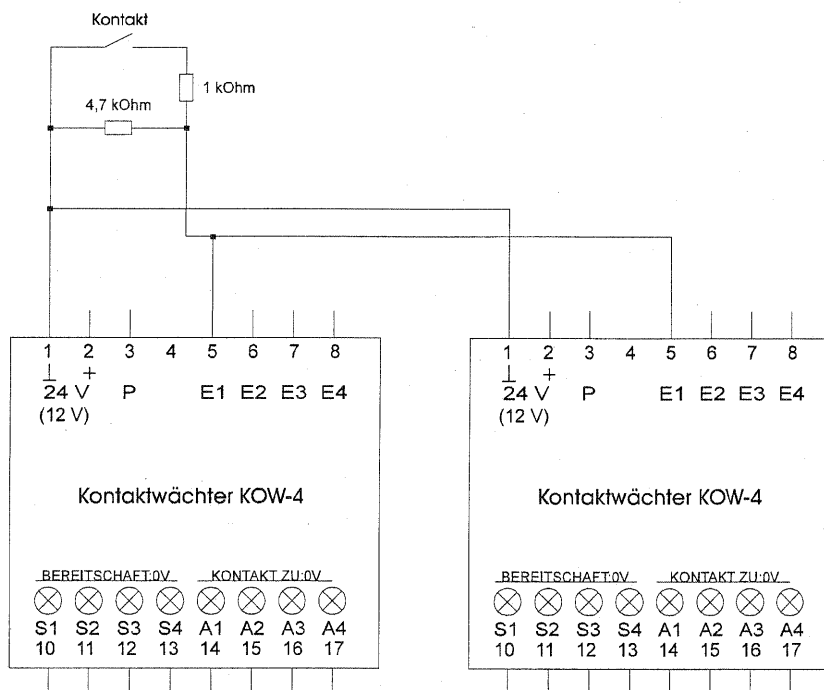 Kontakt
1 kOhm
4,7 kOhm
1 2 3 4 5 6 7 8
⊥ +
24 V P E1 E2 E3 E4
(12 V)
Kontaktwächter KOW-4
BEREITSCHAFT:0V KONTAKT ZU:0V
S1 S2 S3 S4 A1 A2 A3 A4
10 11 12 13 14 15 16 17
1 2 3 4 5 6 7 8
⊥ +
24 V P E1 E2 E3 E4
(12 V)
Kontaktwächter KOW-4
BEREITSCHAFT:0V KONTAKT ZU:0V
S1 S2 S3 S4 A1 A2 A3 A4
10 11 12 13 14 15 16 17